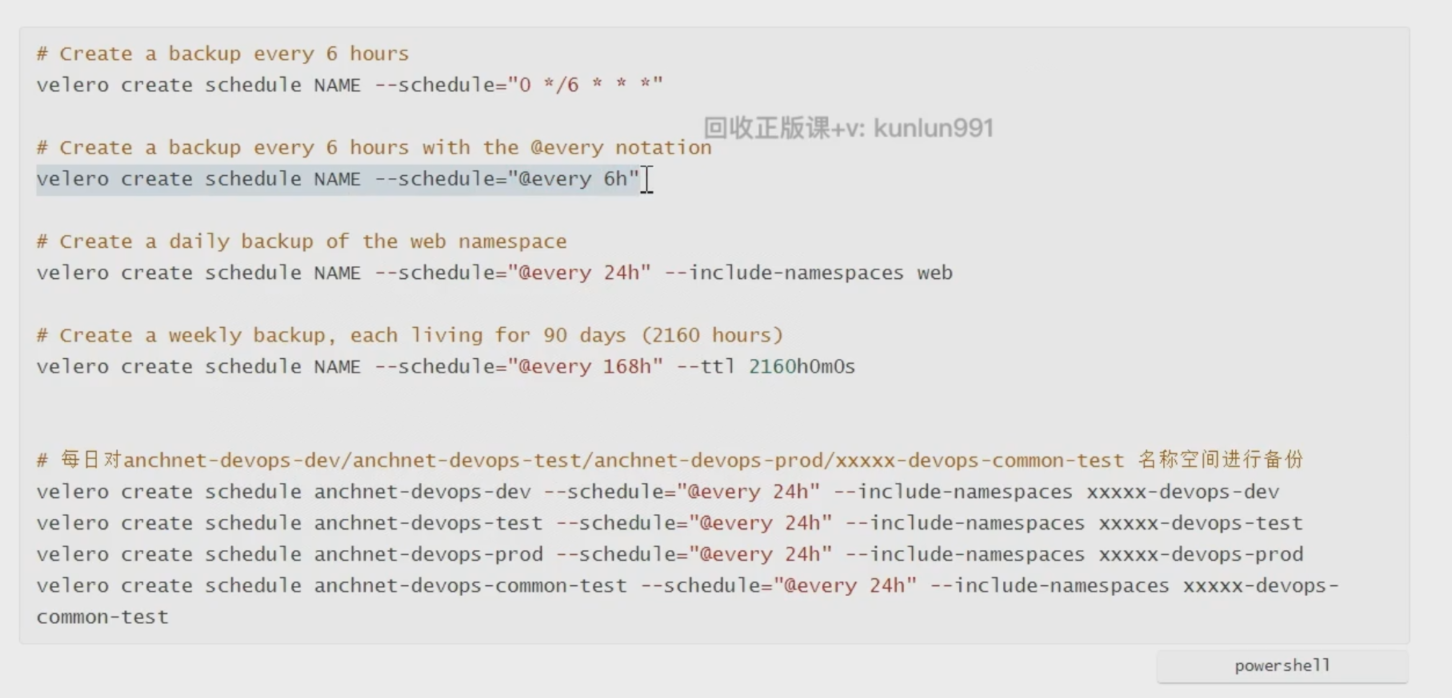 # Create a backup every 6 hours
velero create schedule NAME --schedule="0 */6 * * *"
回收正版课+v: kunlun991
# Create a backup every 6 hours with the @every notation
velero create schedule NAME --schedule="@every 6h"
# Create a daily backup of the web namespace
velero create schedule NAME --schedule="@every 24h" --include-namespaces web
# Create a weekly backup, each living for 90 days (2160 hours)
velero create schedule NAME --schedule="@every 168h" --ttl 2160h0m0s
# 每日对anchnet-devops-dev/anchnet-devops-test/anchnet-devops-prod/xxxxx-devops-common-test 名称空间进行备份
velero create schedule anchnet-devops-dev --schedule="@every 24h" --include-namespaces xxxxx-devops-dev
velero create schedule anchnet-devops-test --schedule="@every 24h" --include-namespaces xxxxx-devops-test
velero create schedule anchnet-devops-prod --schedule="@every 24h" --include-namespaces xxxxx-devops-prod
velero create schedule anchnet-devops-common-test --schedule="@every 24h" --include-namespaces xxxxx-devops-
common-test
powershell